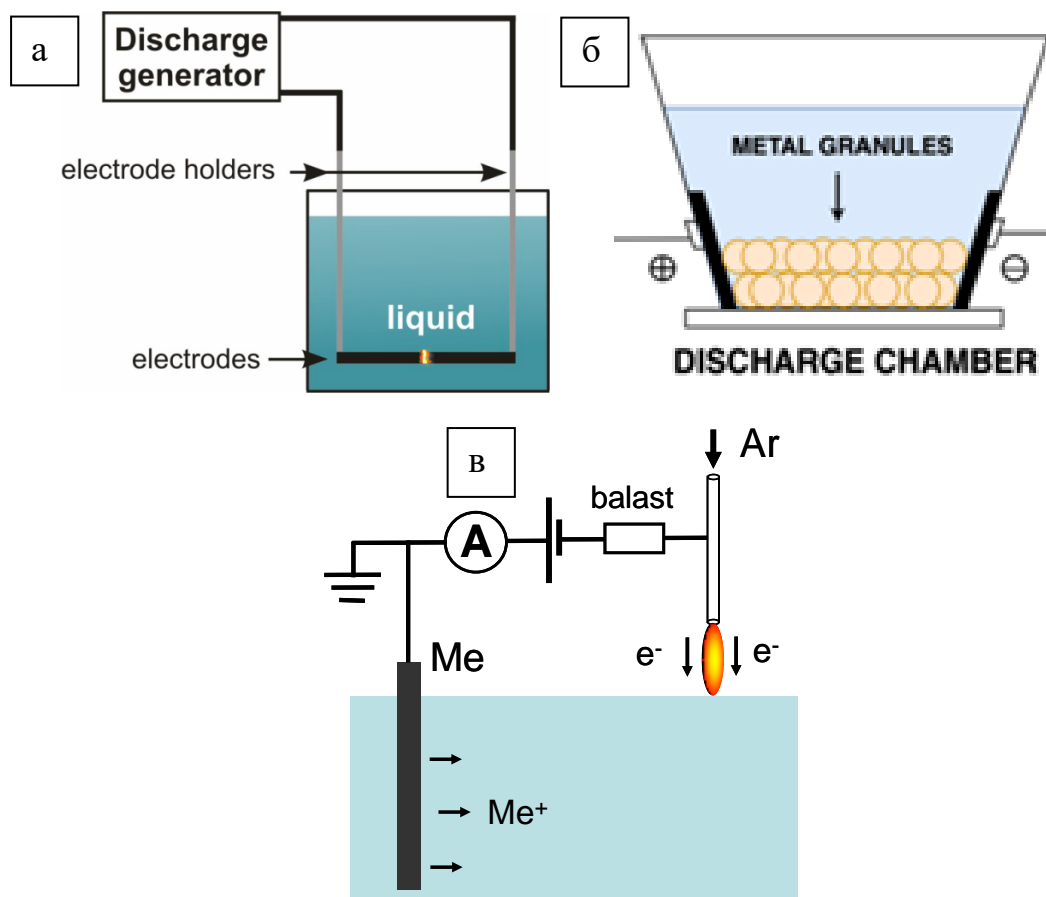 а
Discharge
generator
electrode holders
liquid
electrodes
б
METAL GRANULES
⊕
⊖
DISCHARGE CHAMBER
в
Ar
balast
A
Me
e⁻
e⁻
Me⁺